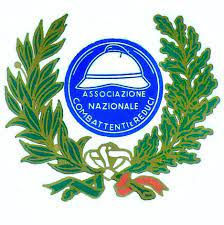 ASSOCIAZIONE
NAZIONALE
COMBATTENTI E REDUCI